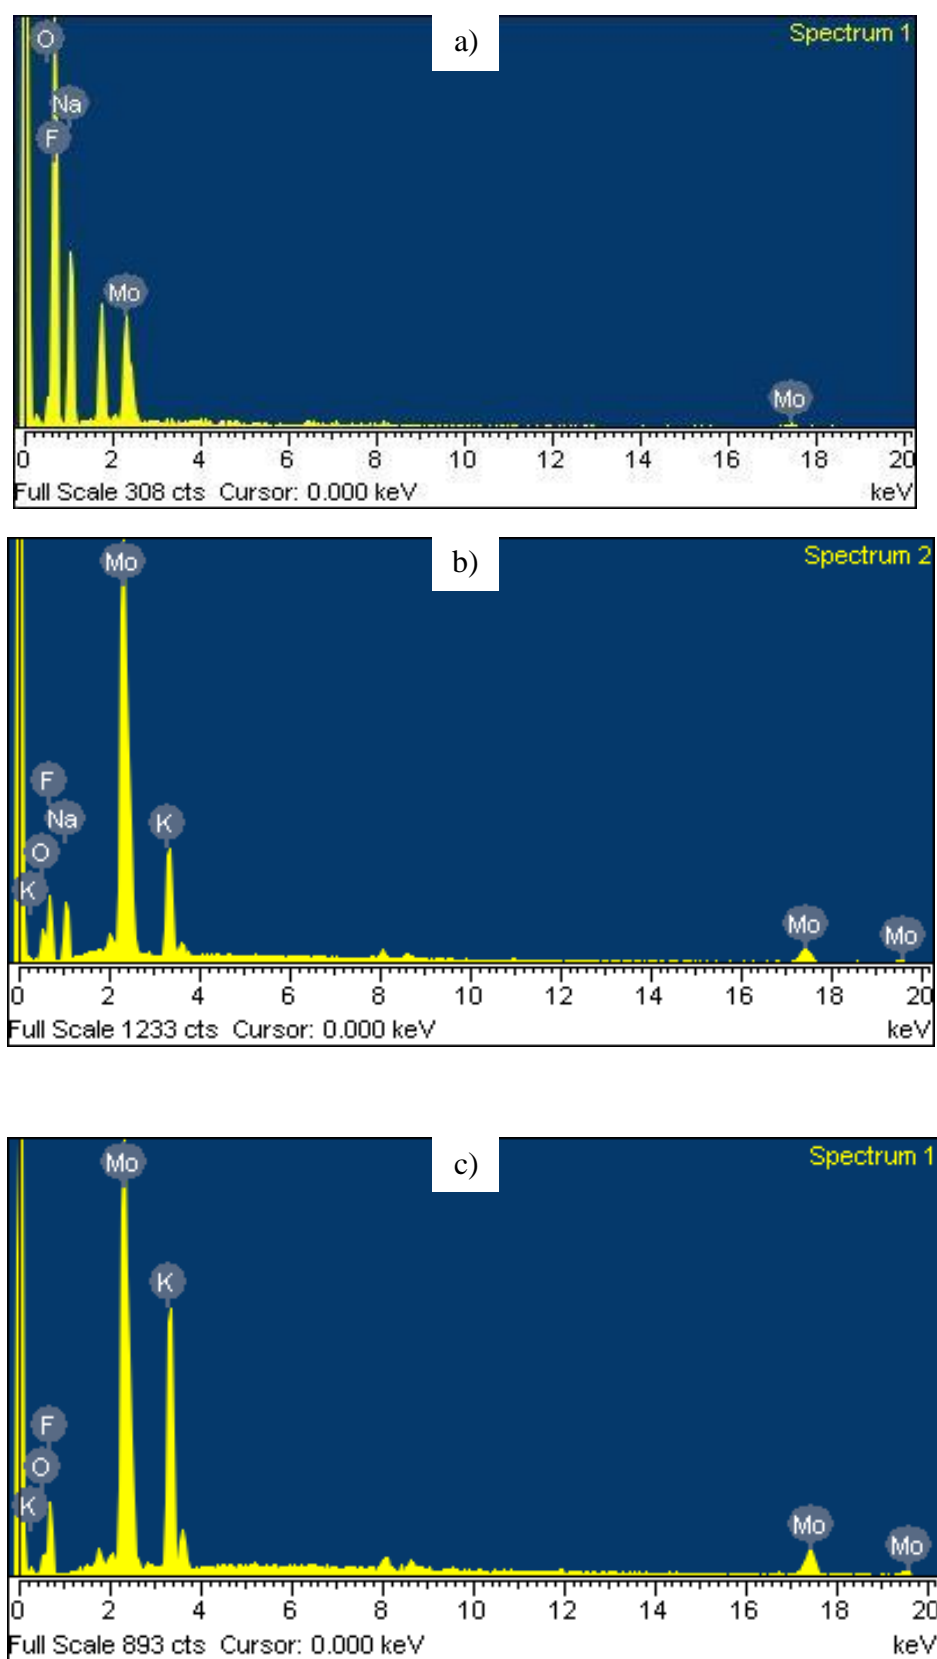 a)
Spectrum 1
O
Na
F
Mo
Mo
0 2 4 6 8 10 12 14 16 18 20
Full Scale 308 cts Cursor: 0.000 keV keV
b)
Spectrum 2
Mo
F
Na
K
O
K
Mo
Mo
0 2 4 6 8 10 12 14 16 18 20
Full Scale 1233 cts Cursor: 0.000 keV keV
c)
Spectrum 1
Mo
K
F
O
K
Mo
Mo
0 2 4 6 8 10 12 14 16 18 20
Full Scale 893 cts Cursor: 0.000 keV keV